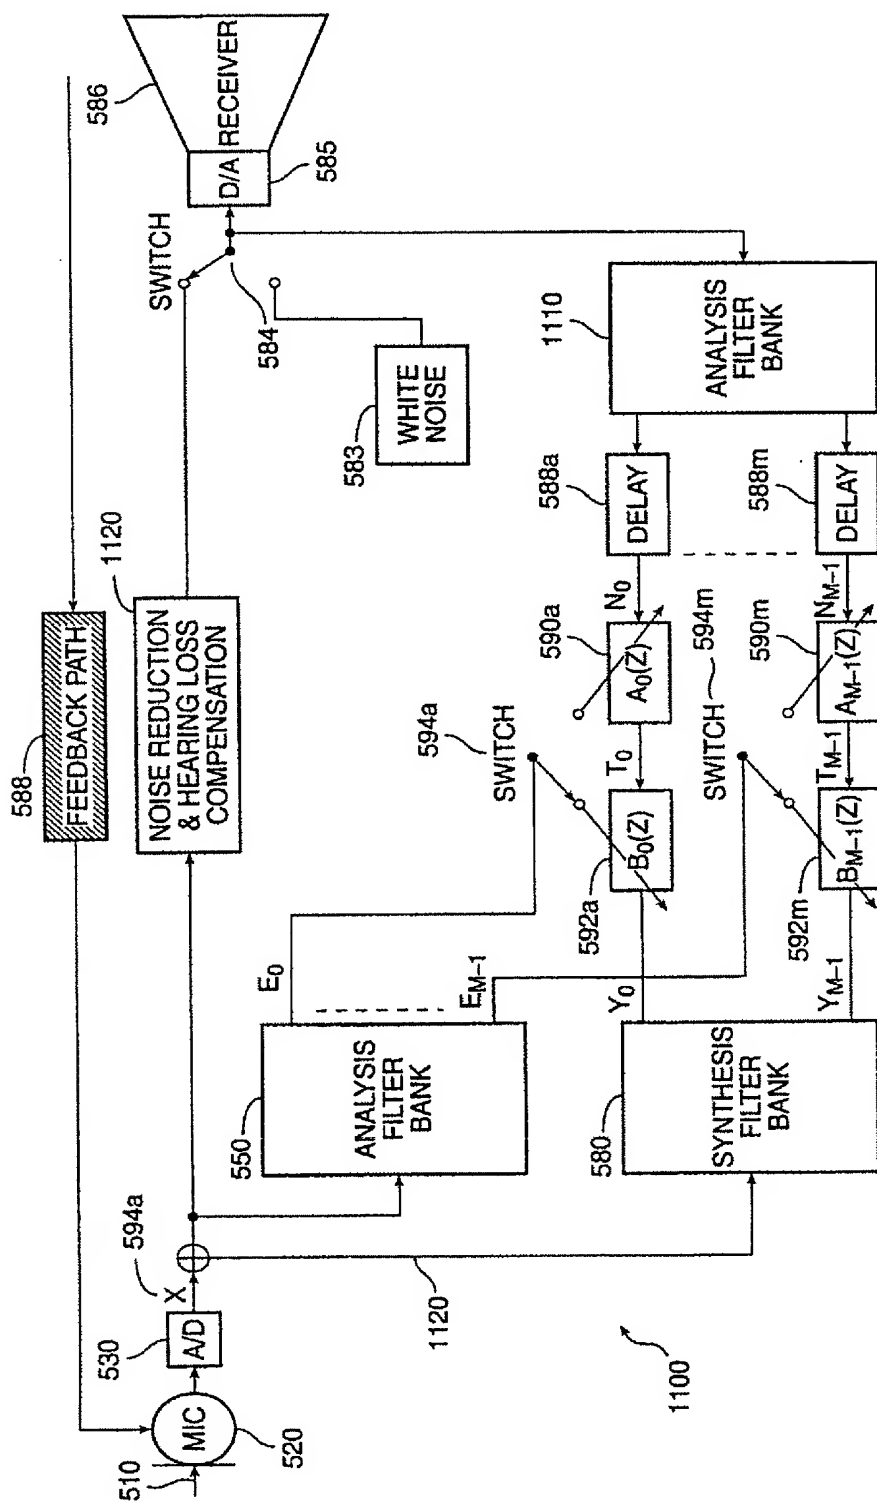 588
FEEDBACK PATH
1120
NOISE REDUCTION
& HEARING LOSS
COMPENSATION
SWITCH
584
583
WHITE
NOISE
D/A
585
RECEIVER
586
510
MIC
520
530
A/D
X
594a
1120
550
ANALYSIS
FILTER
BANK
E0
EM−1
SWITCH
594a
SWITCH
594m
580
SYNTHESIS
FILTER
BANK
Y0
YM−1
592a
B0(Z)
T0
590a
A0(Z)
N0
588a
DELAY
592m
BM−1(Z)
TM−1
590m
AM−1(Z)
NM−1
588m
DELAY
1110
ANALYSIS
FILTER
BANK
1100